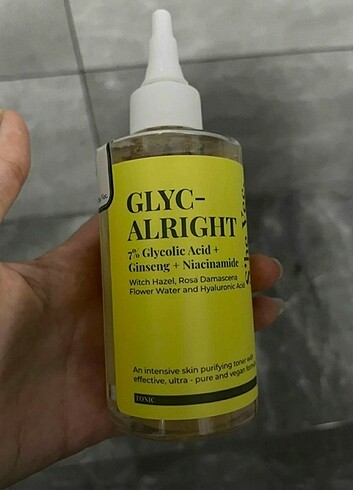 GLYC-
ALRIGHT
7% Glycolic Acid +
Ginseng + Niacinamide
Witch Hazel, Rosa Damascena
Flower Water and Hyaluronic Acid
An intensive skin purifying toner with
effective, ultra - pure and vegan
TONIC